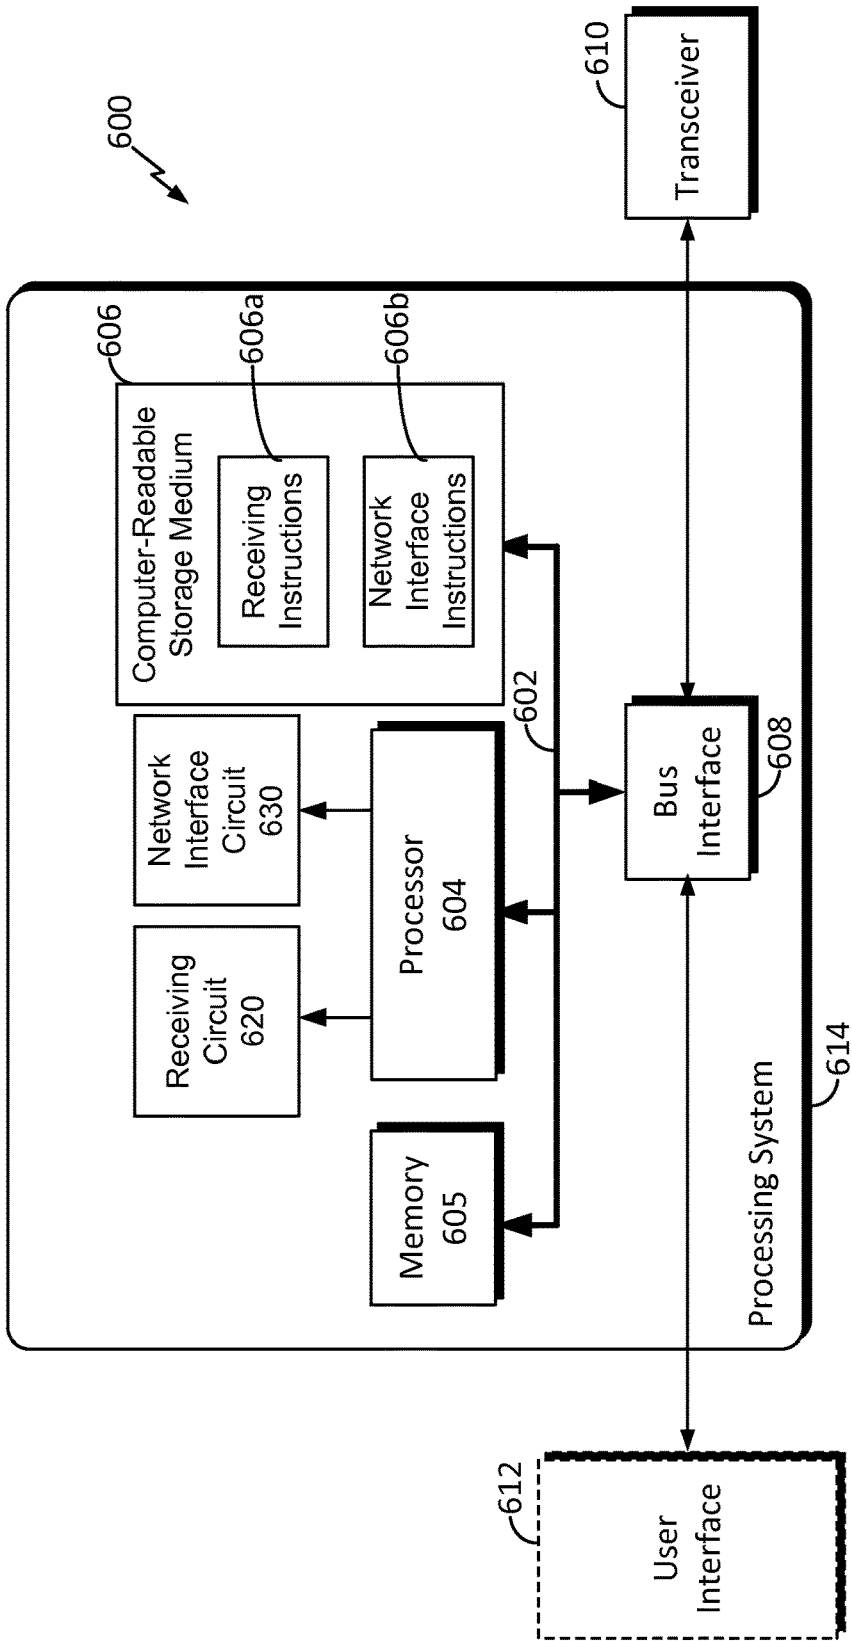 600
606
Computer-Readable
Storage Medium
606a
Receiving
Instructions
606b
Network
Interface
Instructions
Receiving
Circuit
620
Network
Interface
Circuit
630
Memory
605
Processor
604
602
Bus
Interface
608
610
Transceiver
612
User
Interface
Processing System
614